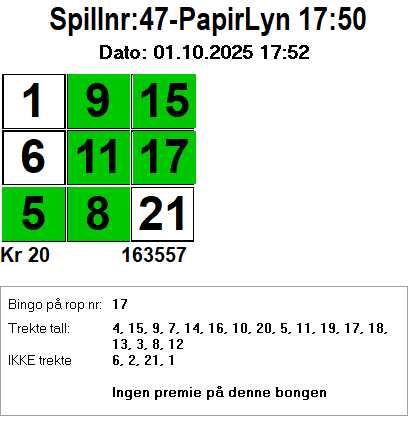 Spillnr:47-PapirLyn 17:50
Dato: 01.10.2025 17:52
1 9 15
6 11 17
5 8 21
Kr 20 163557
Bingo på rop nr: 17
Trekte tall: 4, 15, 9, 7, 14, 16, 10, 20, 5, 11, 19, 17, 18,
13, 3, 8, 12
IKKE trekte 6, 2, 21, 1
Ingen premie på denne bongen